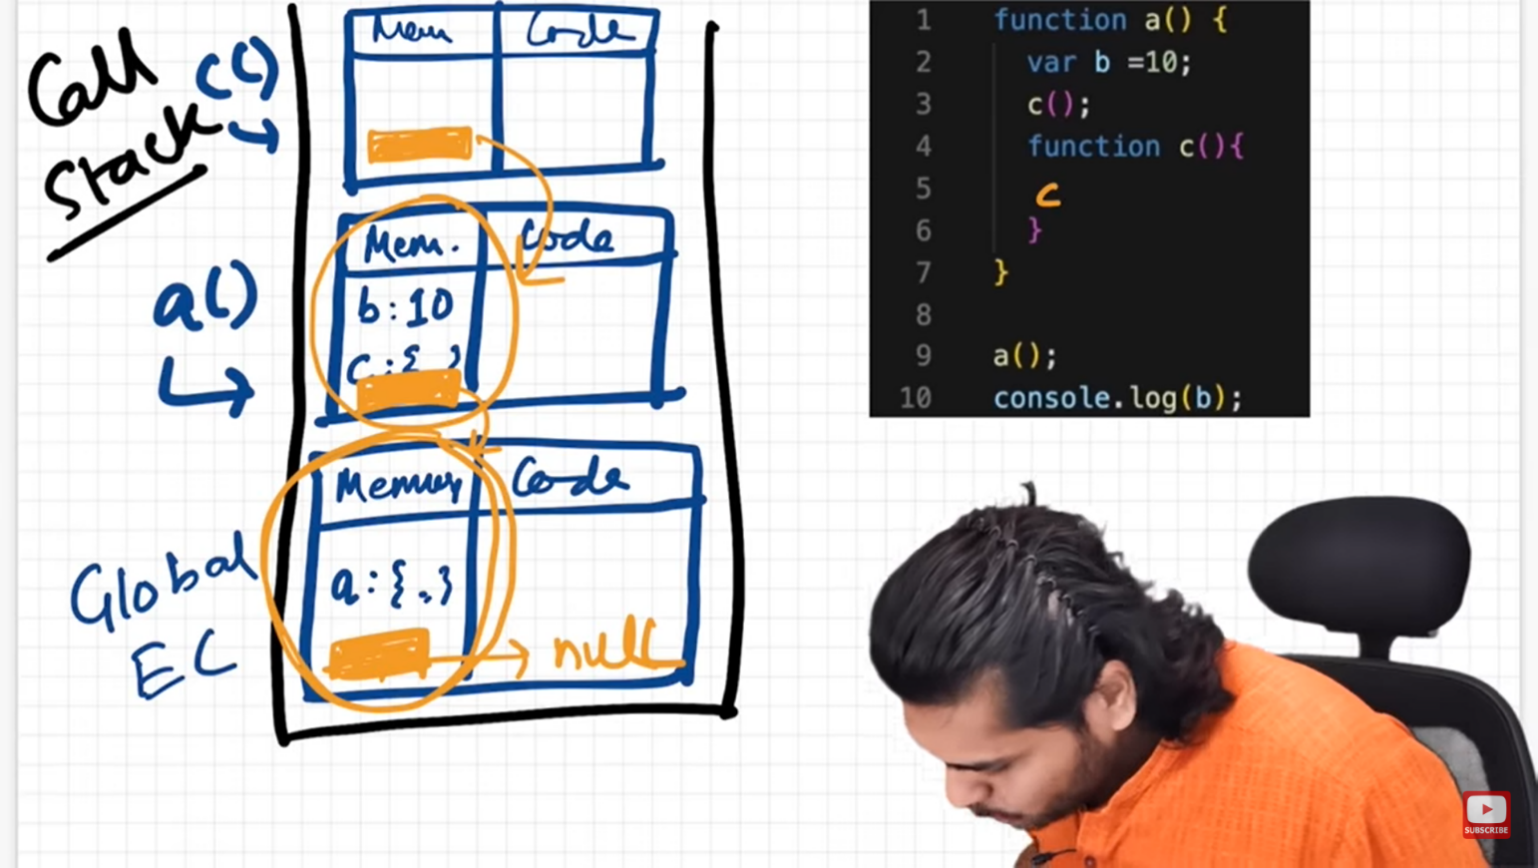 Call
Stack
c()
Mem
Code
a()
Mem.
Code
b:10
c:{ }
Global
EC
Memory
Code
a:{.}
null
1 function a() {
2 var b =10;
3 c();
4 function c(){
5 c
6 }
7 }
8
9 a();
10 console.log(b);
SUBSCRIBE